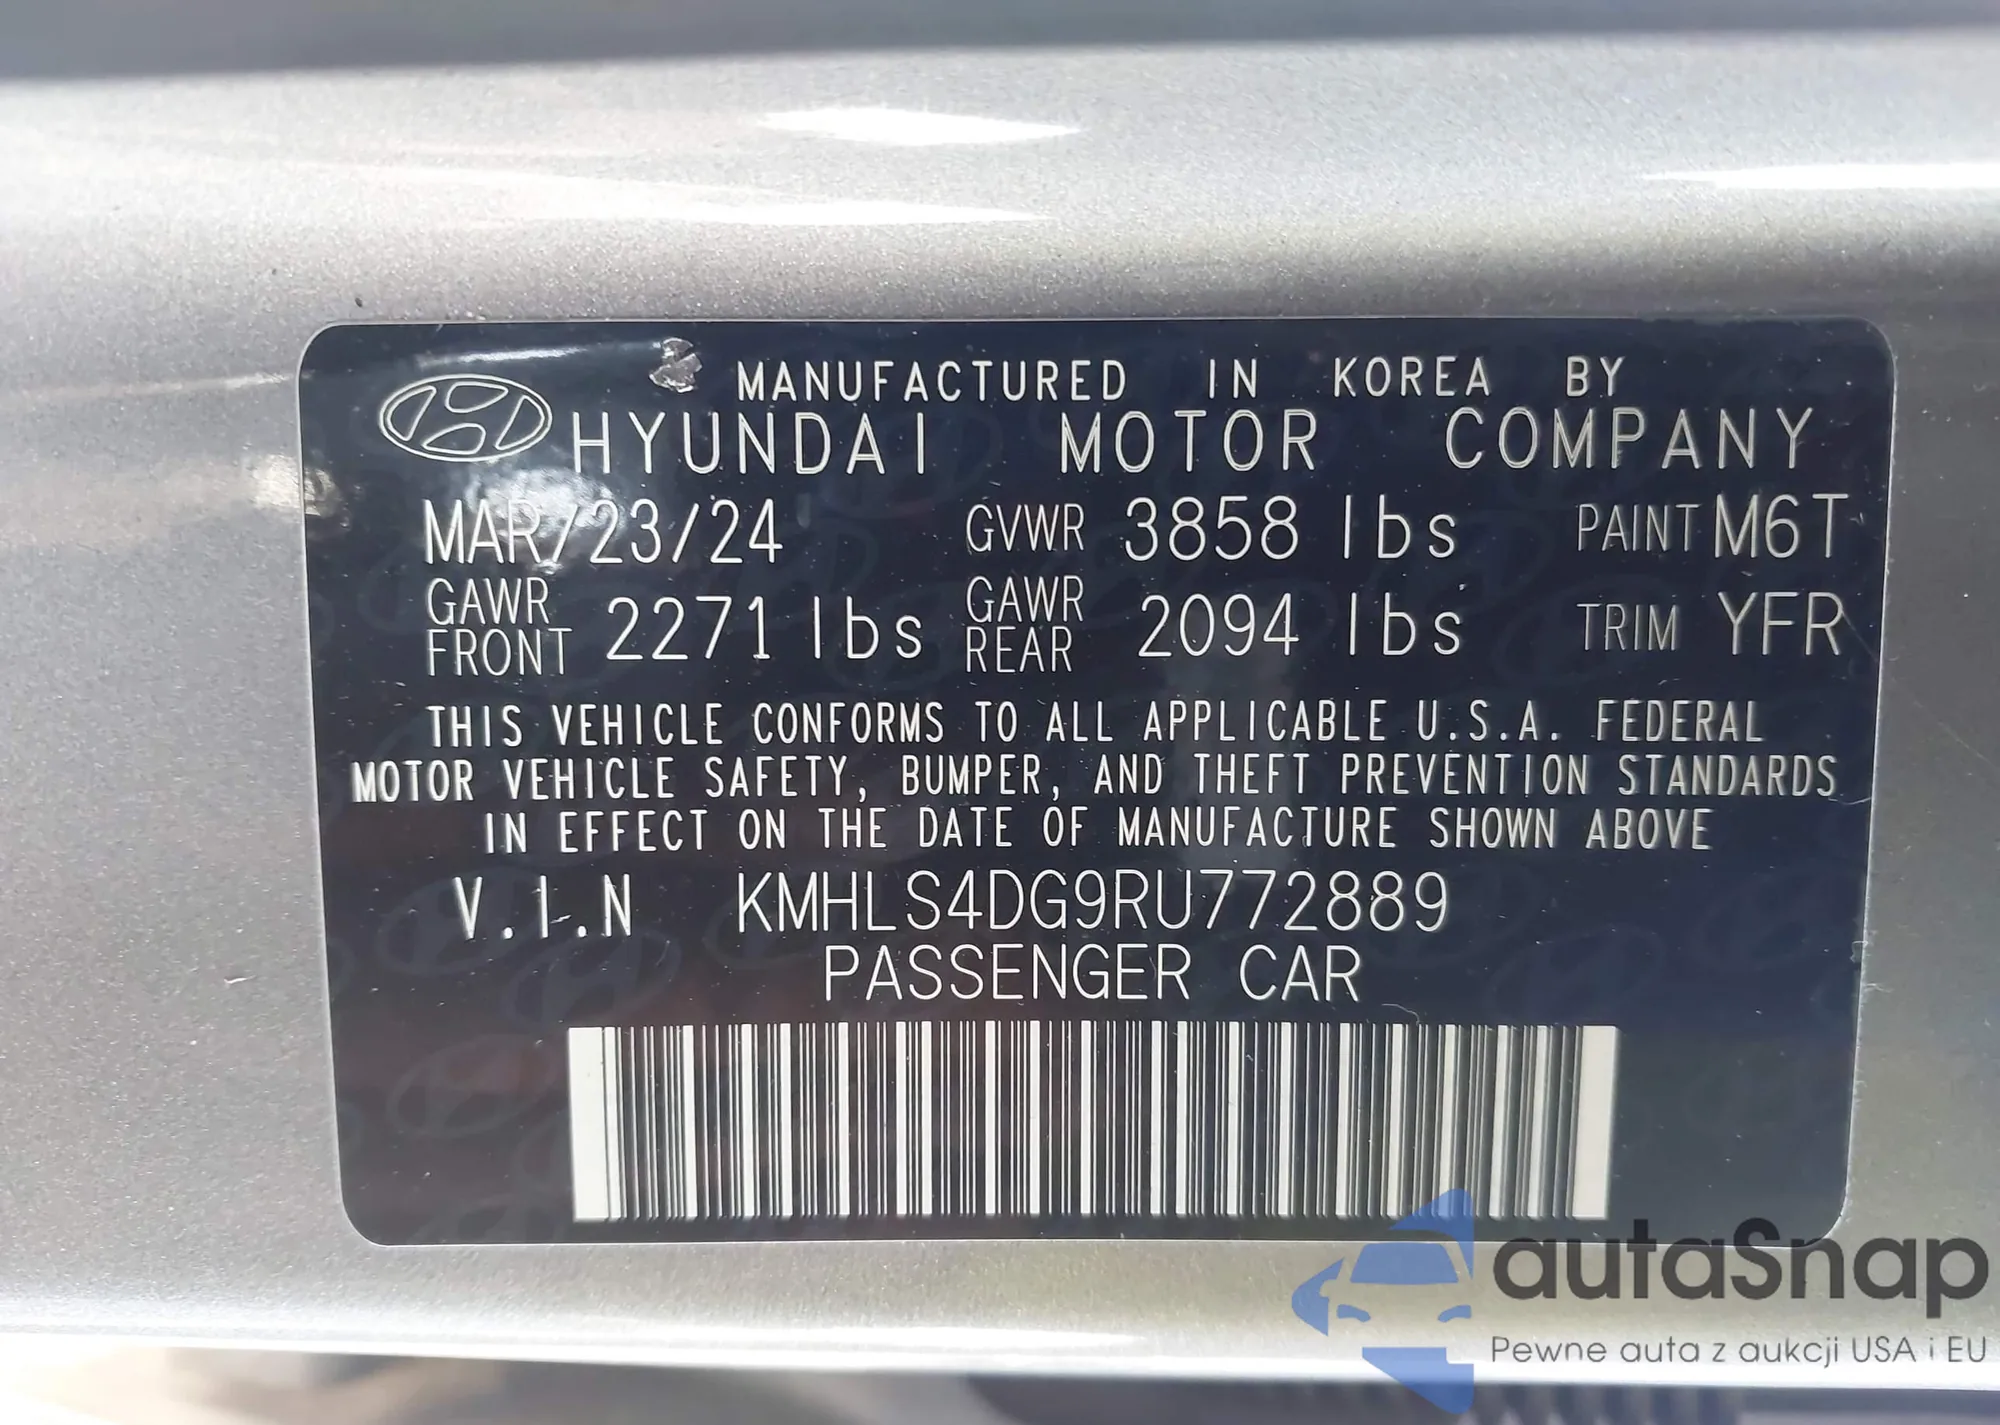 MANUFACTURED IN KOREA BY
HYUNDAI MOTOR COMPANY
MAR/23/24 GVWR 3858 lbs PAINT M6T
GAWR FRONT 2271 lbs GAWR REAR 2094 lbs TRIM YFR
THIS VEHICLE CONFORMS TO ALL APPLICABLE U.S.A. FEDERAL
MOTOR VEHICLE SAFETY, BUMPER, AND THEFT PREVENTION STANDARDS
IN EFFECT ON THE DATE OF MANUFACTURE SHOWN ABOVE
V.I.N KMHLS4DG9RU772889
PASSENGER CAR
autaSnap
Pewne auta z aukcji USA i EU